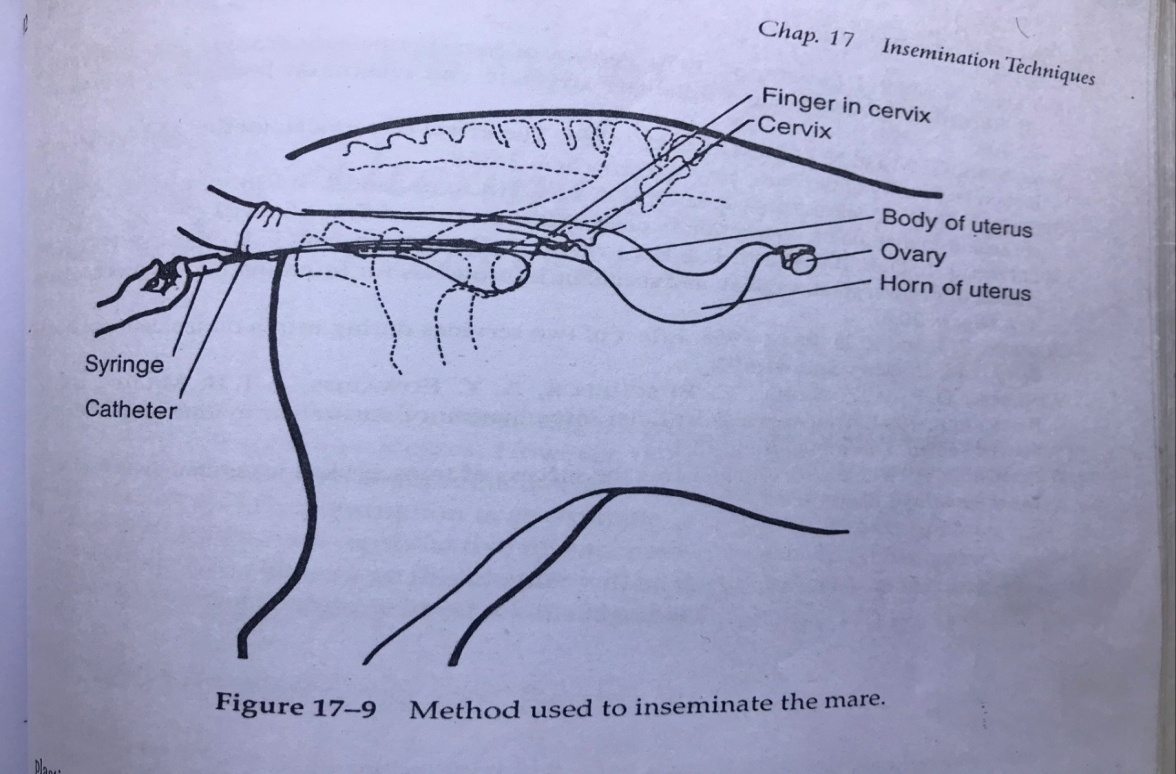 Chap. 17 Insemination Techniques
Finger in cervix
Cervix
Body of uterus
Ovary
Horn of uterus
Syringe
Catheter
Figure 17–9 Method used to inseminate the mare.